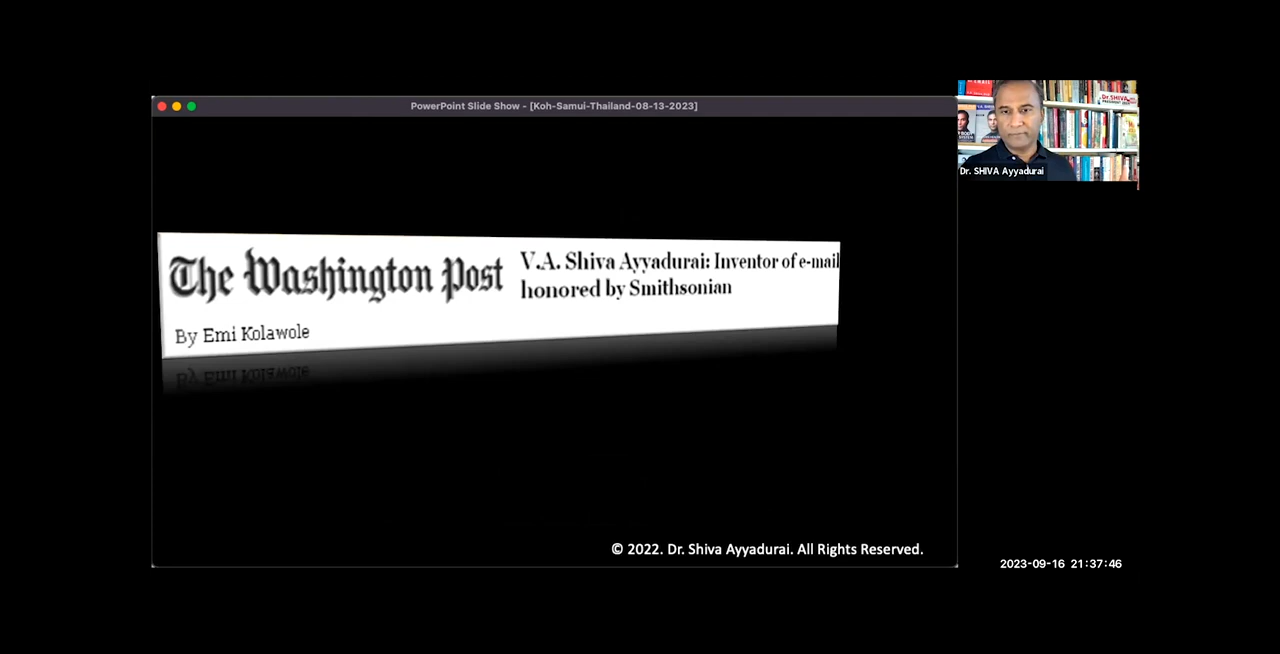 PowerPoint Slide Show - [Koh-Samui-Thailand-08-13-2023]
The Washington Post
V.A. Shiva Ayyadurai: Inventor of e-mail
honored by Smithsonian
By Emi Kolawole
© 2022. Dr. Shiva Ayyadurai. All Rights Reserved.
Dr.SHIVA
Dr. SHIVA Ayyadurai
2023-09-16 21:37:46